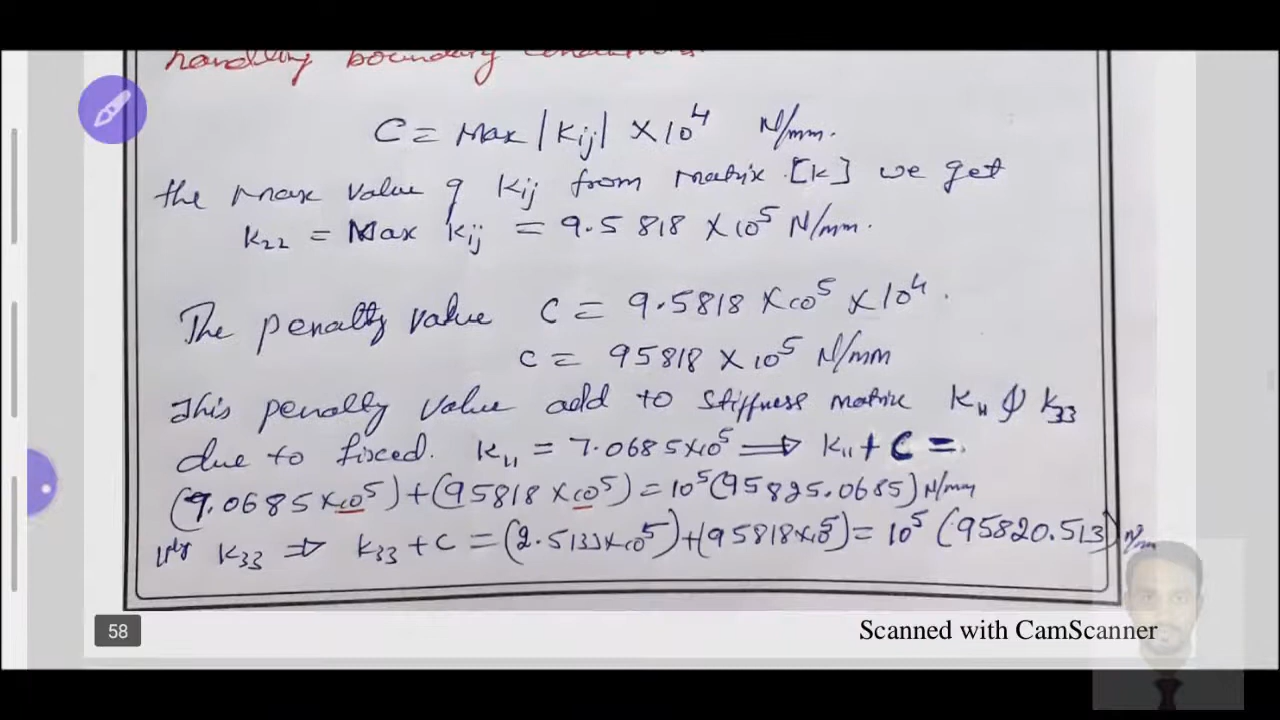 handling boundary conditions.
C = Max |Kij| × 10⁴ N/mm.
the Max value of Kij from matrix [K] we get
K₂₂ = Max Kij = 9.5818 × 10⁵ N/mm.
The penalty value C = 9.5818 × 10⁵ × 10⁴.
C = 95818 × 10⁵ N/mm
This penalty value add to stiffness matrix K₁₁ & K₃₃
due to fixed. K₁₁ = 7.0685×10⁵ ⇒ K₁₁ + C =
(7.0685 × 10⁵) + (95818 × 10⁵) = 10⁵ (95825.0685) N/mm
K₃₃ ⇒ K₃₃ + C = (2.5133×10⁵) + (95818×10⁵) = 10⁵ (95820.513) N/mm
58
Scanned with CamScanner